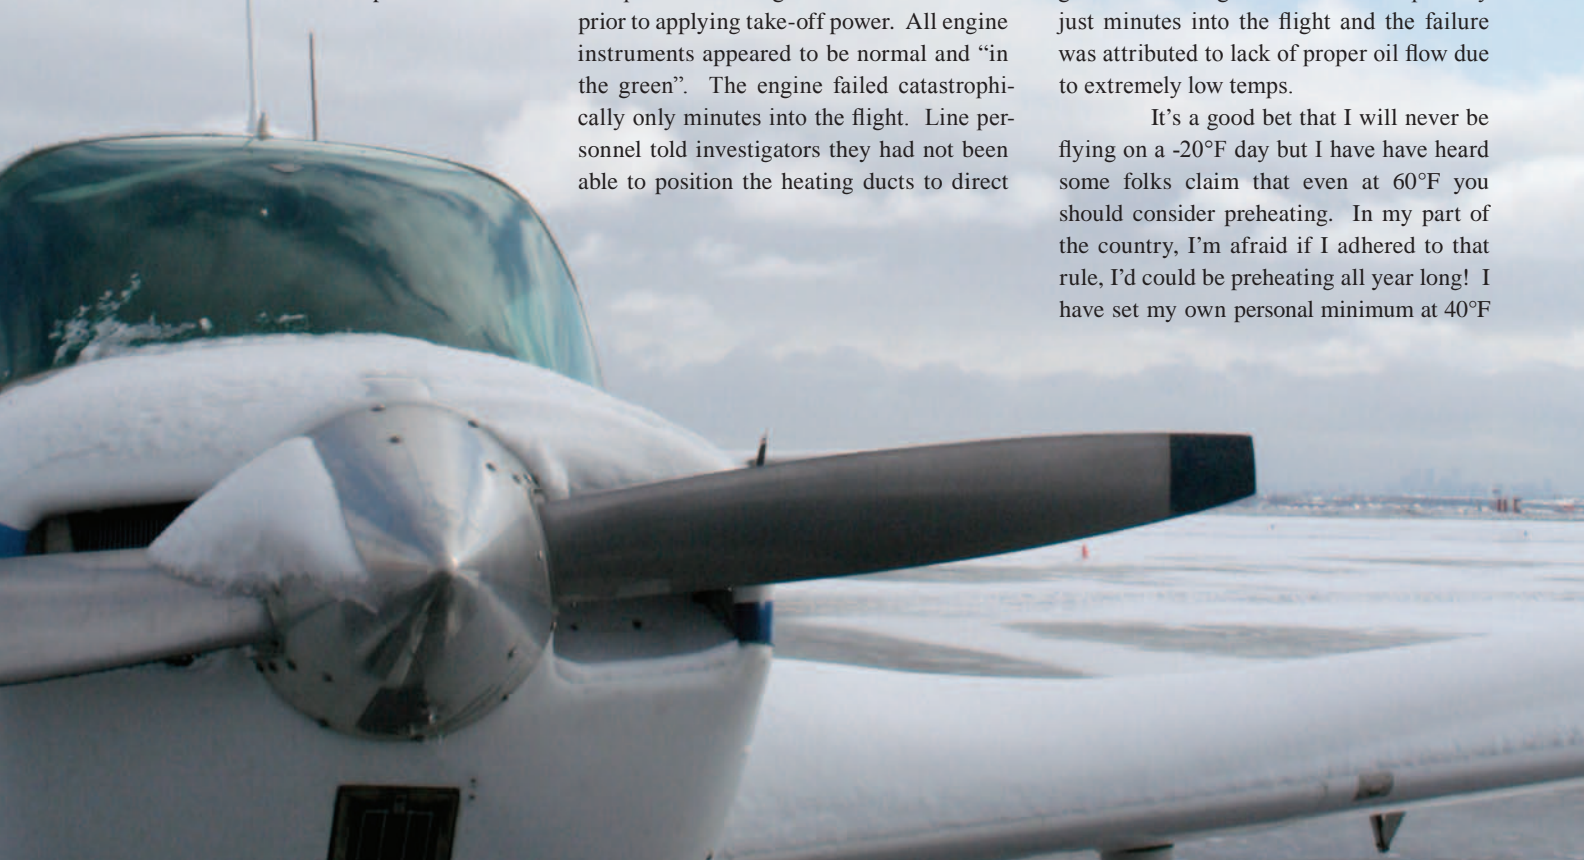 prior to applying take-off power.  All engine
instruments appeared to be normal and “in
the green”.  The engine failed catastrophi-
cally only minutes into the flight.  Line per-
sonnel told investigators they had not been
able to position the heating ducts to direct
just minutes into the flight and the failure
was attributed to lack of proper oil flow due
to extremely low temps.
It’s a good bet that I will never be
flying on a -20°F day but I have have heard
some folks claim that even at 60°F you
should consider preheating.  In my part of
the country, I’m afraid if I adhered to that
rule, I’d could be preheating all year long!  I
have set my own personal minimum at 40°F